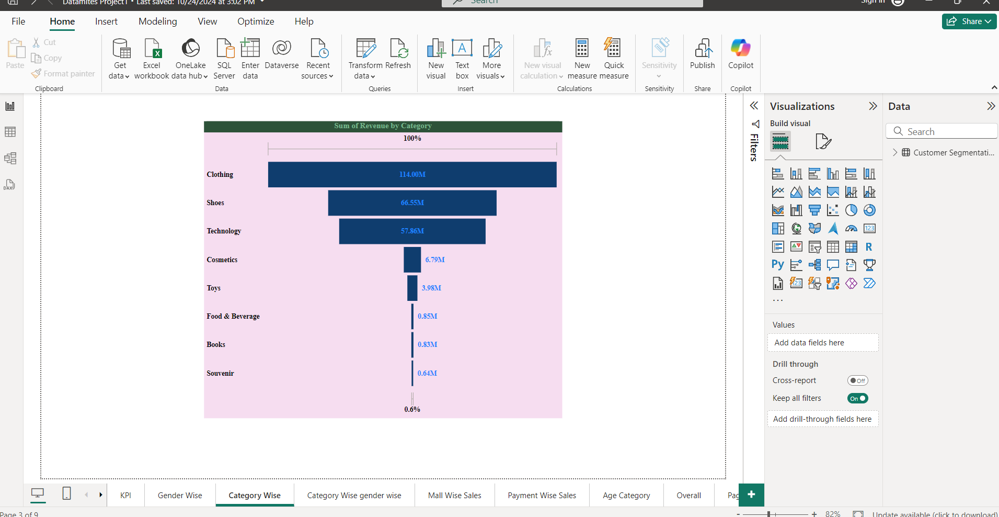 Datamites Project1 • Last saved: 10/24/2024 at 3:02 PM
Search
Sign in
File Home Insert Modeling View Optimize Help
Share
Paste
Cut
Copy
Format painter
Clipboard
Get data
Excel workbook
OneLake data hub
SQL Server
Enter data
Dataverse
Recent sources
Data
Transform data
Refresh
Queries
New visual
Text box
More visuals
Insert
New visual calculation
New measure
Quick measure
Calculations
Sensitivity
Sensitivity
Publish
Share
Copilot
Copilot
Sum of Revenue by Category
100%
Clothing 114.00M
Shoes 66.55M
Technology 57.86M
Cosmetics 6.79M
Toys 3.98M
Food & Beverage 0.85M
Books 0.83M
Souvenir 0.64M
0.6%
Filters
Visualizations
Build visual
123
R
Py
123
...
Values
Add data fields here
Drill through
Cross-report Off
Keep all filters On
Add drill-through fields here
Data
Search
Customer Segmentati...
DAX
KPI Gender Wise Category Wise Category Wise gender wise Mall Wise Sales Payment Wise Sales Age Category Overall Pag
Page 3 of 9
- + 82%
Update available (click to download)